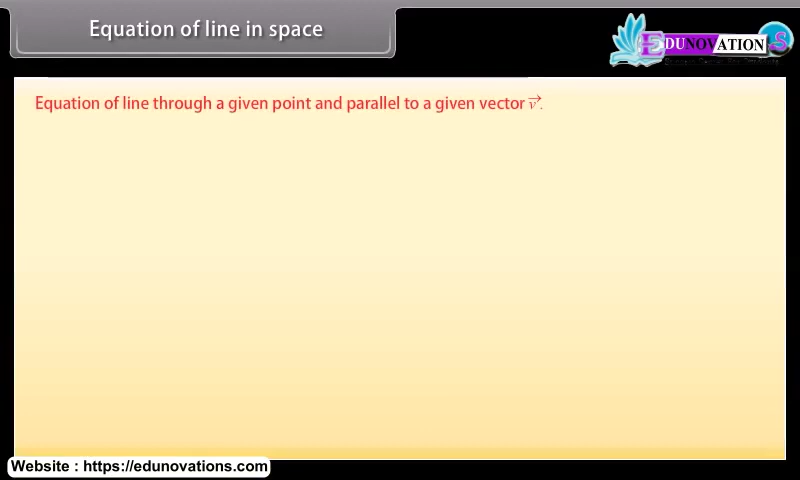 Equation of line in space
EDUNOVATION.S
Equation of line through a given point and parallel to a given vector v⃗.
Website : https://edunovations.com